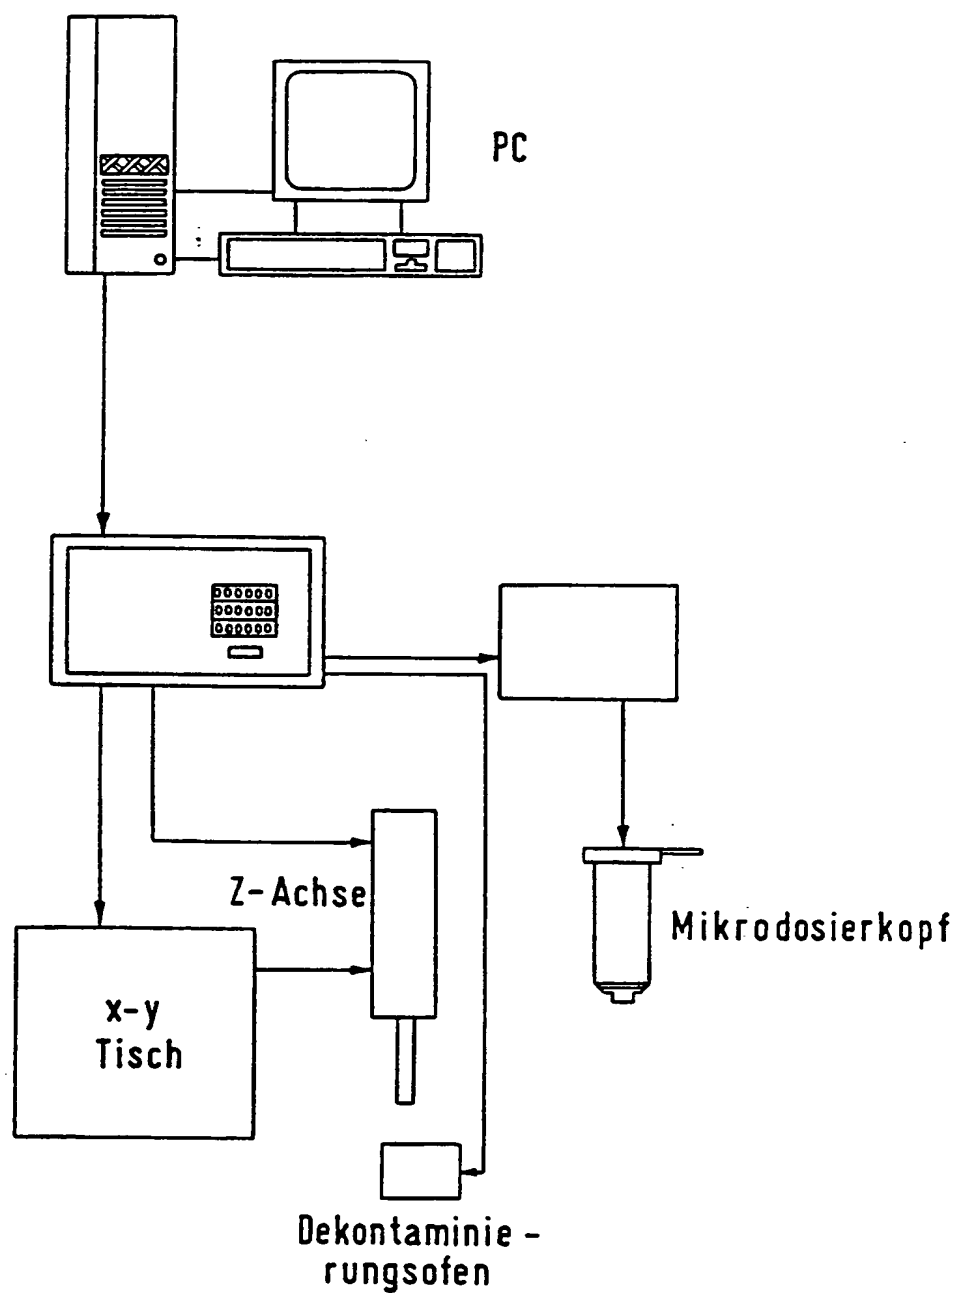 PC
Z-Achse
Mikrodosierkopf
x-y
Tisch
Dekontaminie-
rungsofen